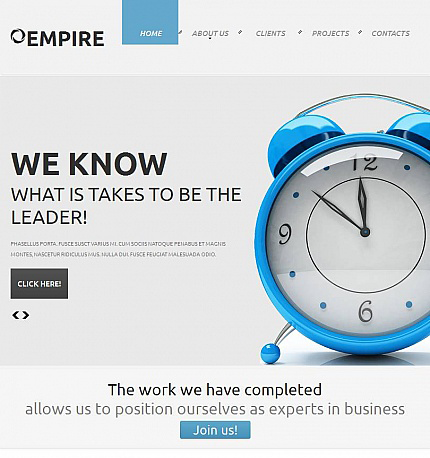 EMPIRE
HOME ABOUT US CLIENTS PROJECTS CONTACTS
WE KNOW
WHAT IS TAKES TO BE THE
LEADER!
PHASELLUS PORTA. FUSCE SUSCT VARIUS MI. CUM SOCIIS NATOQUE PENABUS ET MAGNIS
MONTES, NASCETUR RIDICULUS MUS. NULLA DUI. FUSCE FEUGIAT MALESUADA ODIO.
CLICK HERE!
12
9
6
The work we have completed
allows us to position ourselves as experts in business
Join us!